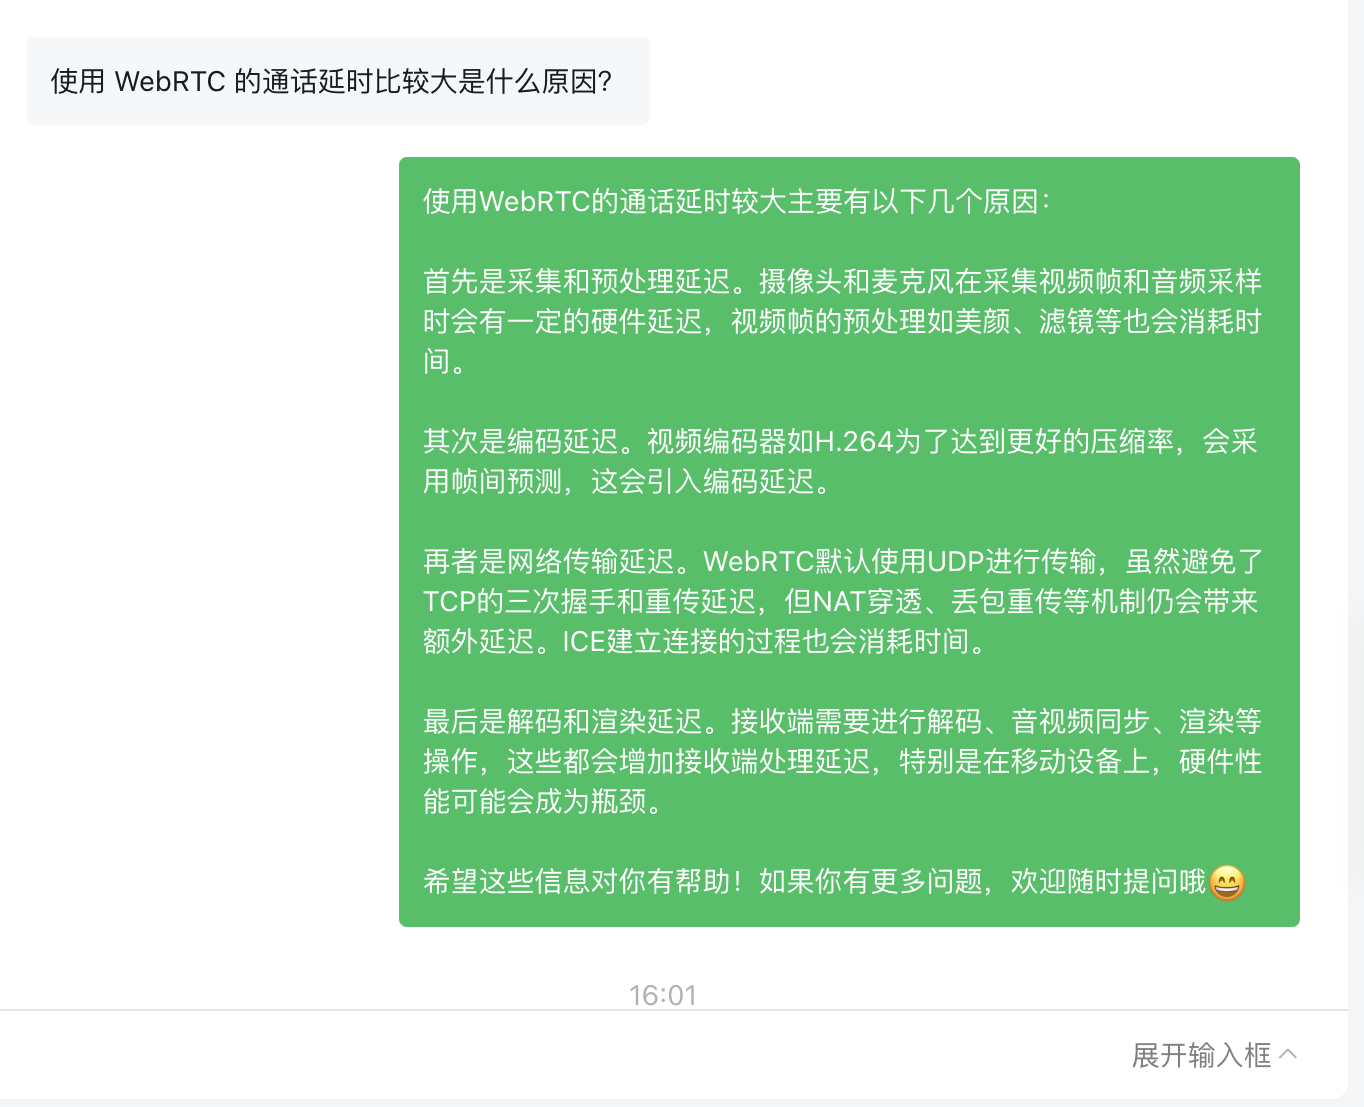 使用 WebRTC 的通话延时比较大是什么原因?
使用WebRTC的通话延时较大主要有以下几个原因：
首先是采集和预处理延迟。摄像头和麦克风在采集视频帧和音频采样
时会有一定的硬件延迟，视频帧的预处理如美颜、滤镜等也会消耗时
间。
其次是编码延迟。视频编码器如H.264为了达到更好的压缩率，会采
用帧间预测，这会引入编码延迟。
再者是网络传输延迟。WebRTC默认使用UDP进行传输，虽然避免了
TCP的三次握手和重传延迟，但NAT穿透、丢包重传等机制仍会带来
额外延迟。ICE建立连接的过程也会消耗时间。
最后是解码和渲染延迟。接收端需要进行解码、音视频同步、渲染等
操作，这些都会增加接收端处理延迟，特别是在移动设备上，硬件性
能可能会成为瓶颈。
希望这些信息对你有帮助！如果你有更多问题，欢迎随时提问哦😄
16:01
展开输入框